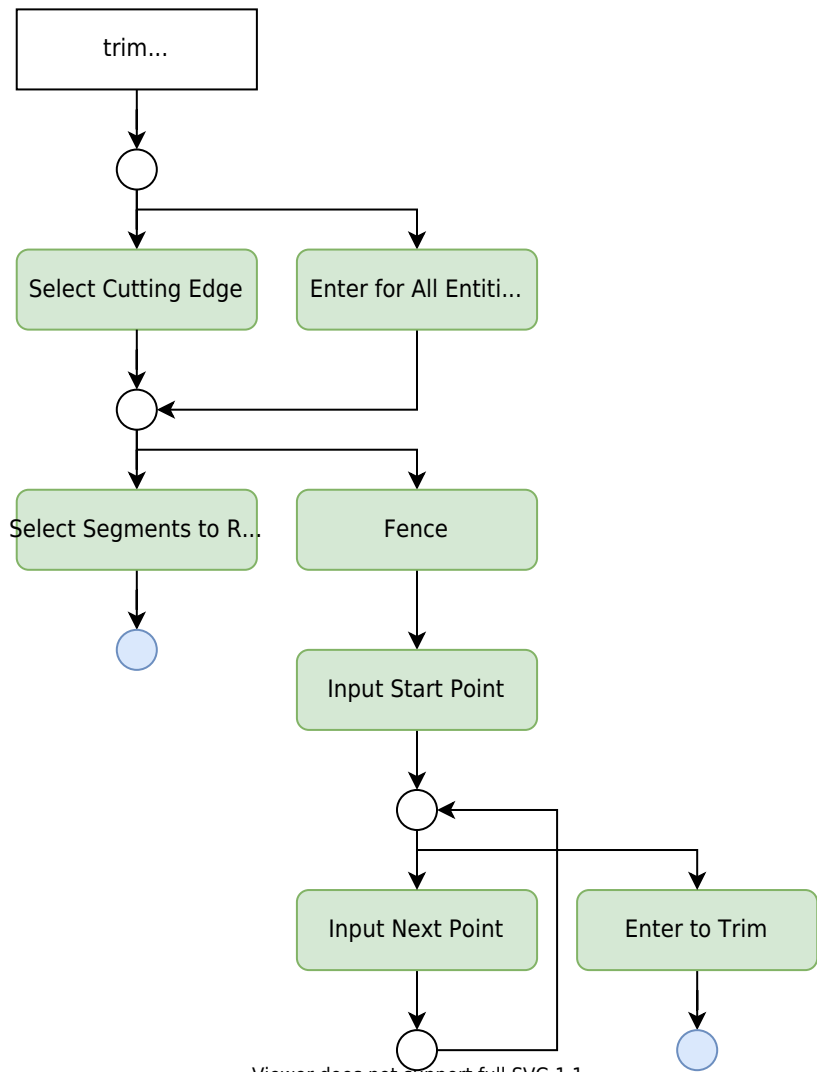 trim...
Select Cutting Edge
Enter for All Entiti...
Select Segments to R...
Fence
Input Start Point
Input Next Point
Enter to Trim
Viewer does not support full SVG 1.1